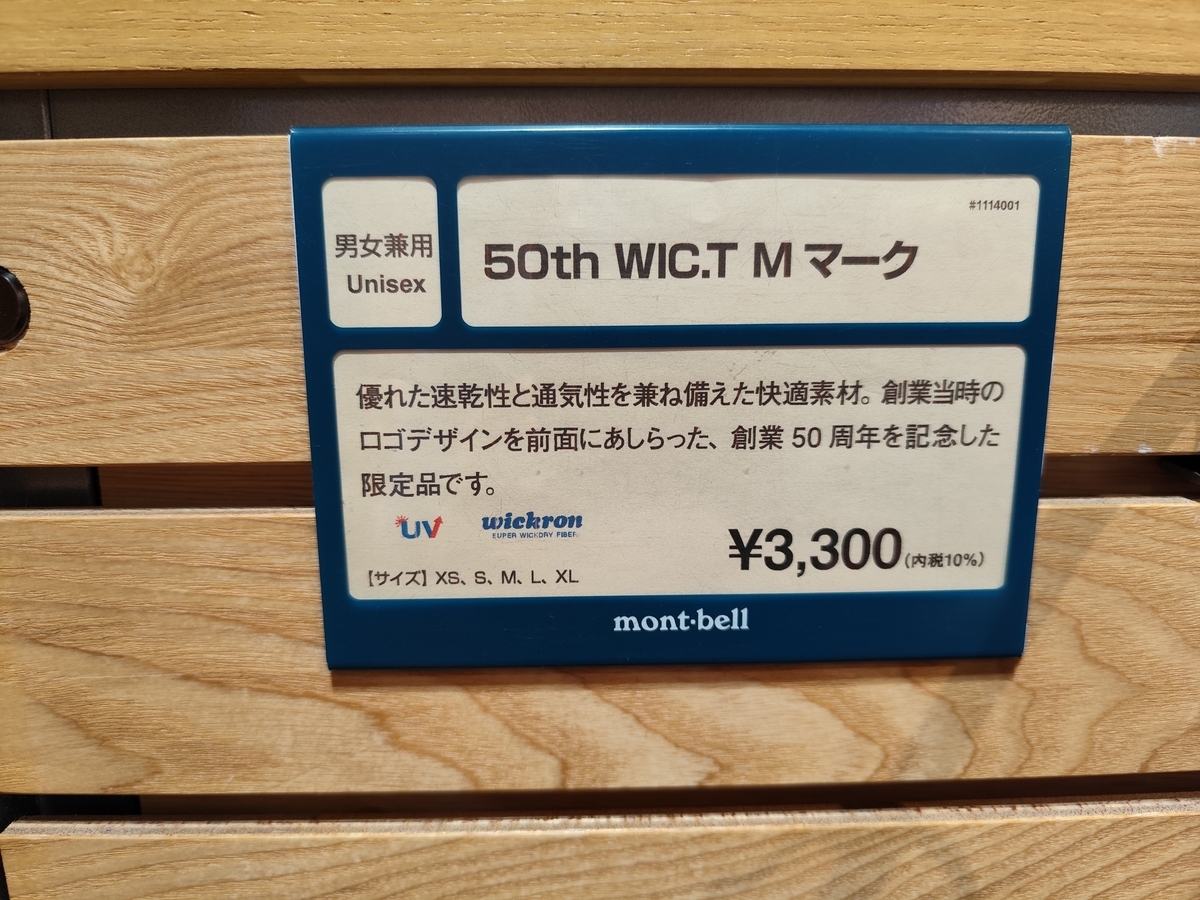 男女兼用
Unisex
#1114001
50th WIC.T M マーク
優れた速乾性と通気性を兼ね備えた快適素材。創業当時の
ロゴデザインを前面にあしらった、創業 50 周年を記念した
限定品です。
UV
wickron
SUPER WICKDRY FIBER
¥3,300(内税10%)
【サイズ】XS、S、M、L、XL
mont·bell